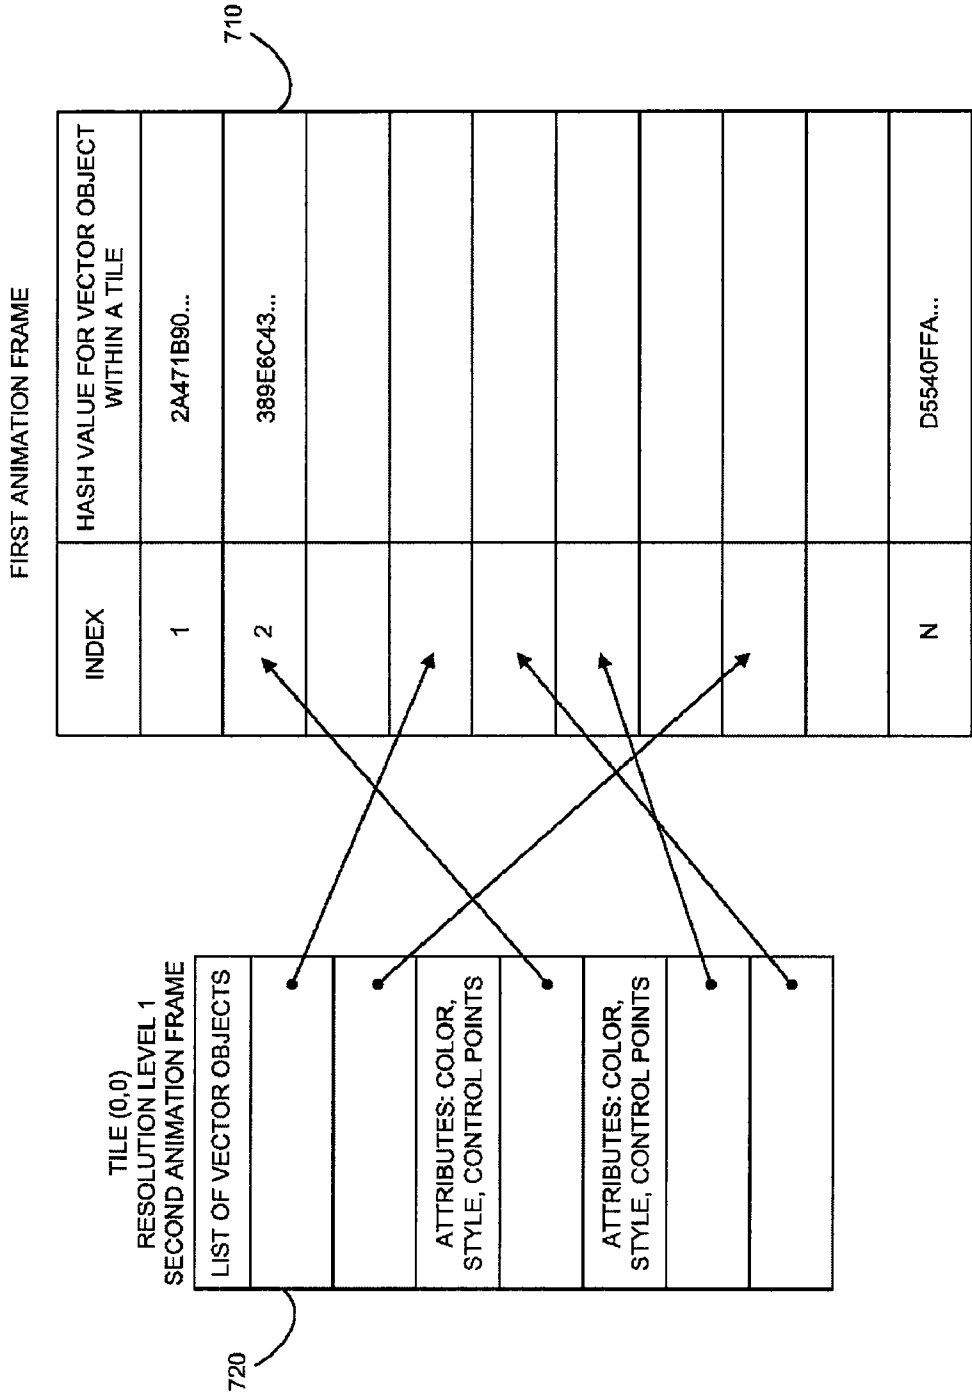 FIRST ANIMATION FRAME
710
INDEX
HASH VALUE FOR VECTOR OBJECT
WITHIN A TILE
1
2A471B90...
2
389E6C43...
N
D5540FFA...
TILE (0,0)
RESOLUTION LEVEL 1
SECOND ANIMATION FRAME
LIST OF VECTOR OBJECTS
ATTRIBUTES: COLOR,
STYLE, CONTROL POINTS
ATTRIBUTES: COLOR,
STYLE, CONTROL POINTS
720